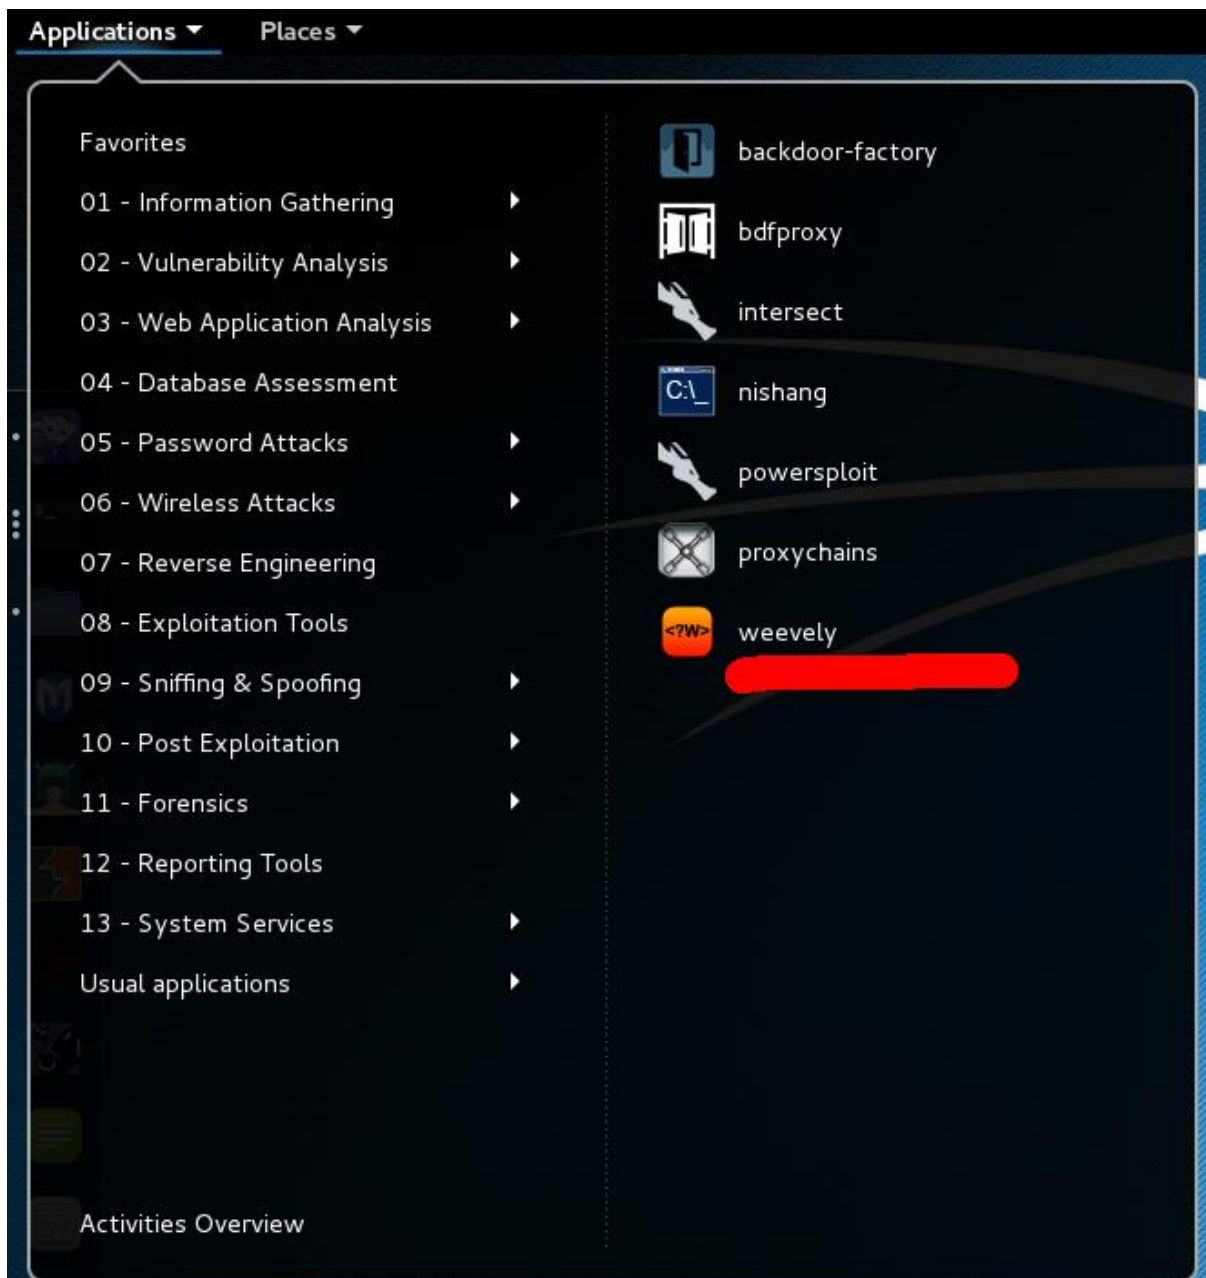 Applications Places
Favorites
01 - Information Gathering
02 - Vulnerability Analysis
03 - Web Application Analysis
04 - Database Assessment
05 - Password Attacks
06 - Wireless Attacks
07 - Reverse Engineering
08 - Exploitation Tools
09 - Sniffing & Spoofing
10 - Post Exploitation
11 - Forensics
12 - Reporting Tools
13 - System Services
Usual applications
Activities Overview
backdoor-factory
bdfproxy
intersect
C:\_ nishang
powersploit
proxychains
<?W> weevely